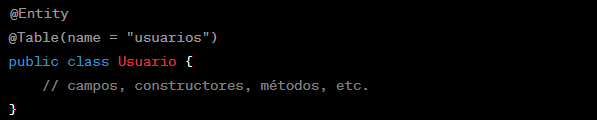 @Entity
@Table(name = "usuarios")
public class Usuario {
    // campos, constructores, métodos, etc.
}